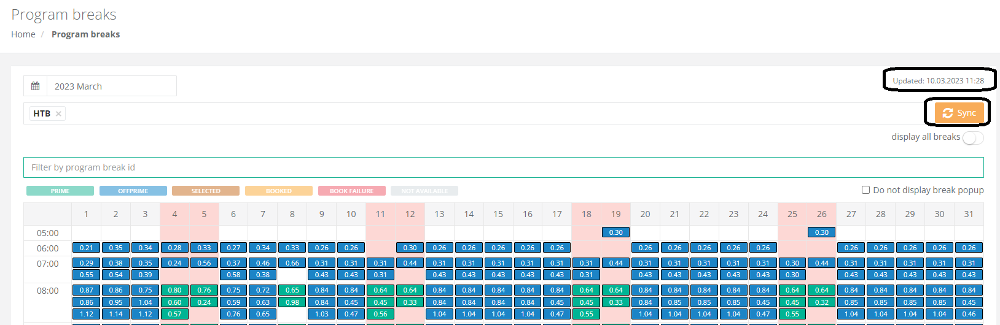 Program breaks
Home / Program breaks
2023 March
Updated: 10.03.2023 11:28
HTB ×
Sync
display all breaks
Filter by program break id
PRIME OFFPRIME SELECTED BOOKED BOOK FAILURE NOT AVAILABLE
Do not display break popup
1 2 3 4 5 6 7 8 9 10 11 12 13 14 15 16 17 18 19 20 21 22 23 24 25 26 27 28 29 30 31
05:00 0.30 0.30
06:00 0.21 0.35 0.34 0.28 0.33 0.27 0.34 0.33 0.26 0.26 0.30 0.26 0.26 0.26 0.26 0.26 0.26 0.26 0.26 0.26 0.26 0.26 0.26 0.26 0.26 0.26
07:00 0.29 0.38 0.35 0.24 0.56 0.37 0.46 0.66 0.31 0.31 0.31 0.44 0.31 0.31 0.31 0.31 0.31 0.31 0.44 0.31 0.31 0.31 0.31 0.31 0.30 0.44 0.31 0.31 0.31 0.31 0.31
0.55 0.54 0.39 0.58 0.38 0.43 0.43 0.31 0.43 0.43 0.43 0.43 0.43 0.31 0.43 0.43 0.43 0.43 0.43 0.30 0.43 0.43 0.43 0.43 0.43
08:00 0.87 0.86 0.75 0.80 0.76 0.75 0.72 0.65 0.84 0.84 0.64 0.64 0.84 0.84 0.84 0.84 0.84 0.64 0.64 0.84 0.84 0.84 0.84 0.84 0.64 0.64 0.84 0.84 0.84 0.84 0.84
0.86 0.95 1.04 0.60 0.24 0.59 0.63 0.98 0.84 0.45 0.45 0.33 0.84 0.84 0.84 0.84 0.45 0.45 0.33 0.84 0.85 0.85 0.84 0.45 0.45 0.32 0.85 0.85 0.85 0.85 0.45
1.12 1.14 1.12 0.57 0.76 0.65 1.03 0.47 0.56 1.04 1.04 1.04 1.04 0.47 0.55 1.04 1.04 1.04 1.04 0.47 0.55 1.04 1.04 1.04 1.04 0.46